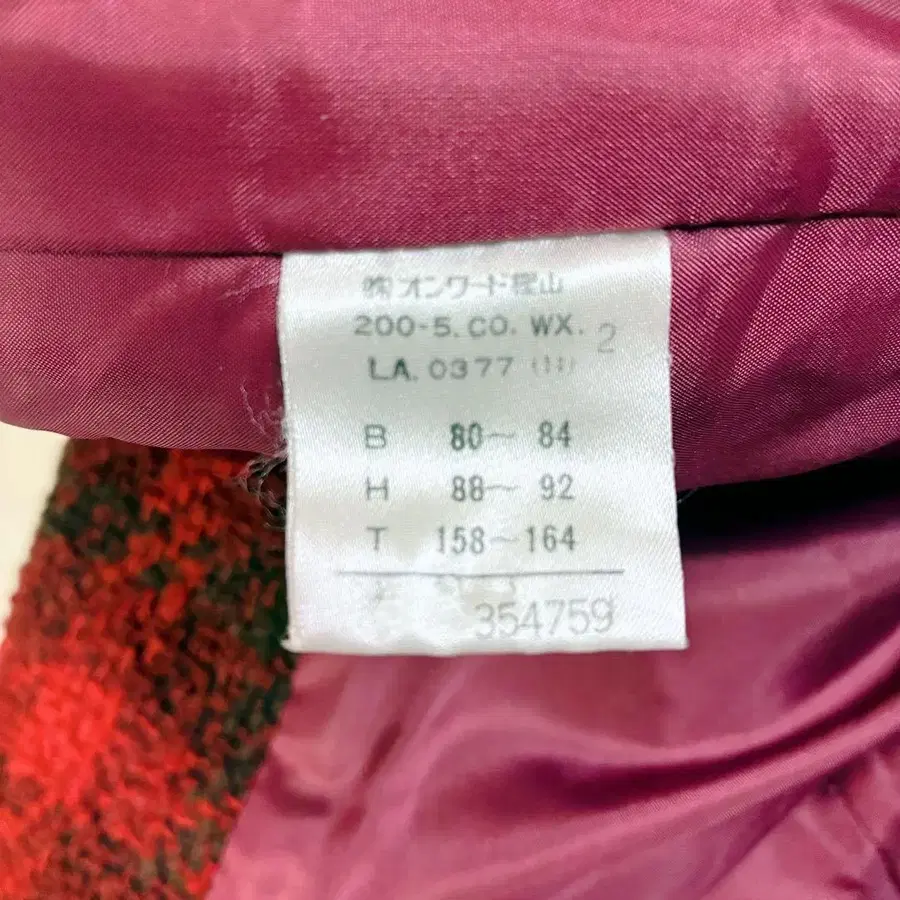 ㈱オンワード樫山
200-5. CO. WX. 2
LA. 0377
B 80～ 84
H 88～ 92
T 158～164
354759